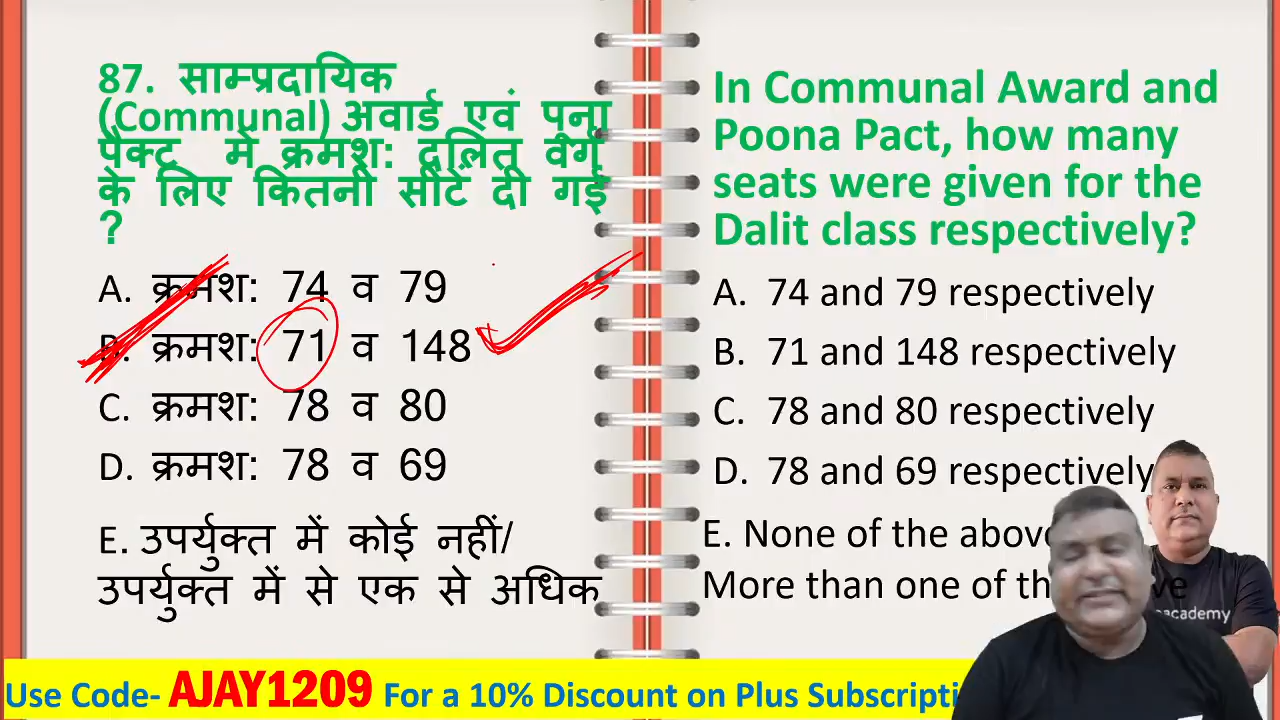 87. साम्प्रदायिक
(Communal) अवार्ड एवं पूना
पैक्ट में क्रमश: दलित वर्ग
के लिए कितनी सीटें दी गई
?
A. क्रमश: 74 व 79
B. क्रमश: 71 व 148
C. क्रमश: 78 व 80
D. क्रमश: 78 व 69
E. उपर्युक्त में कोई नहीं/
उपर्युक्त में से एक से अधिक
In Communal Award and
Poona Pact, how many
seats were given for the
Dalit class respectively?
A. 74 and 79 respectively
B. 71 and 148 respectively
C. 78 and 80 respectively
D. 78 and 69 respectively
E. None of the above
More than one of th
ve
academy
Use Code- AJAY1209 For a 10% Discount on Plus Subscripti